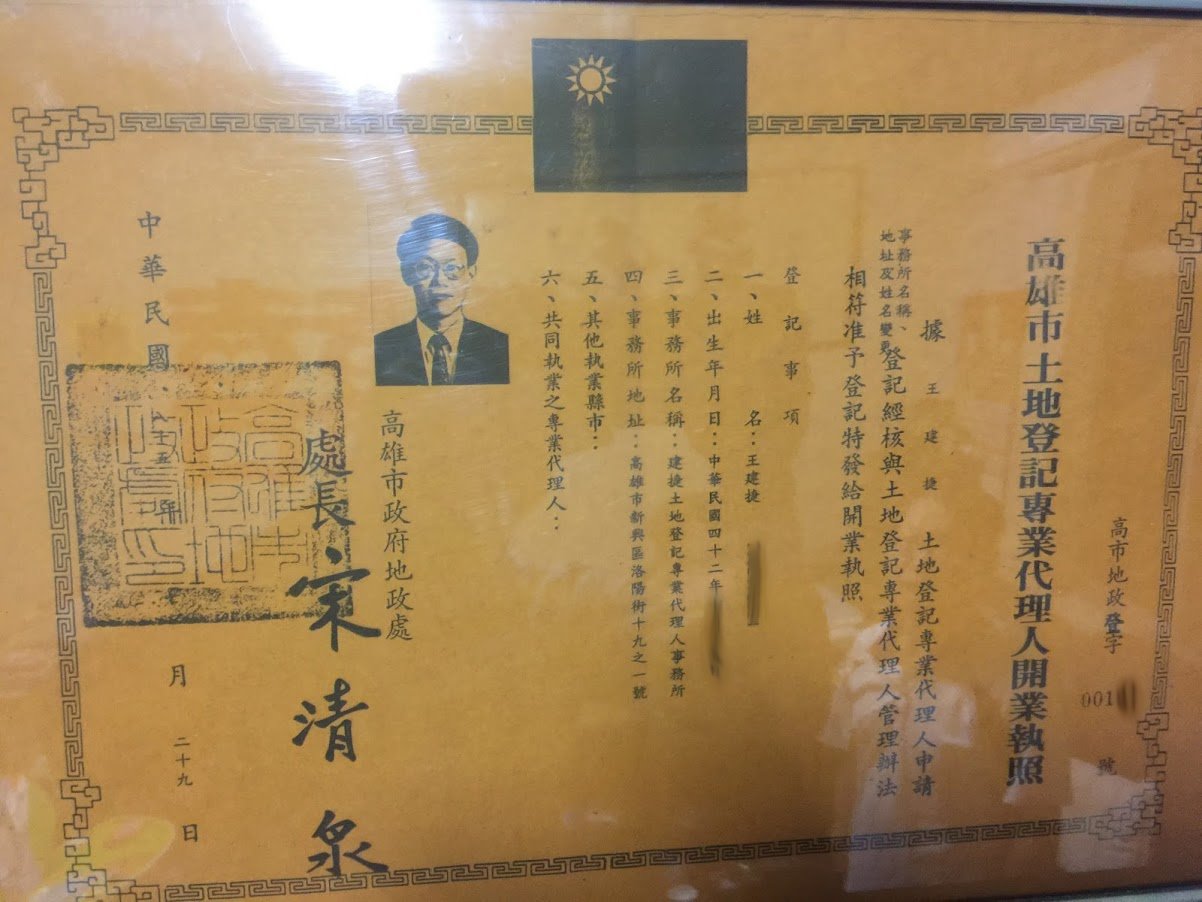 高雄市土地登記專業代理人開業執照
高市地政登字 001 號
據 王建捷 土地登記專業代理人申請
事務所名稱、
地址及姓名變更
登記經核與土地登記專業代理人管理辦法
相符准予登記特發給開業執照
登記事項
一、姓名：王建捷
二、出生年月日：中華民國四十二年
三、事務所名稱：建捷土地登記專業代理人事務所
四、事務所地址：高雄市新興區洛陽街十九之一號
五、其他執業縣市：
六、共同執業之專業代理人：
高雄市政府地政處
處長宋清泉
中華民國八十五年 月二十九日